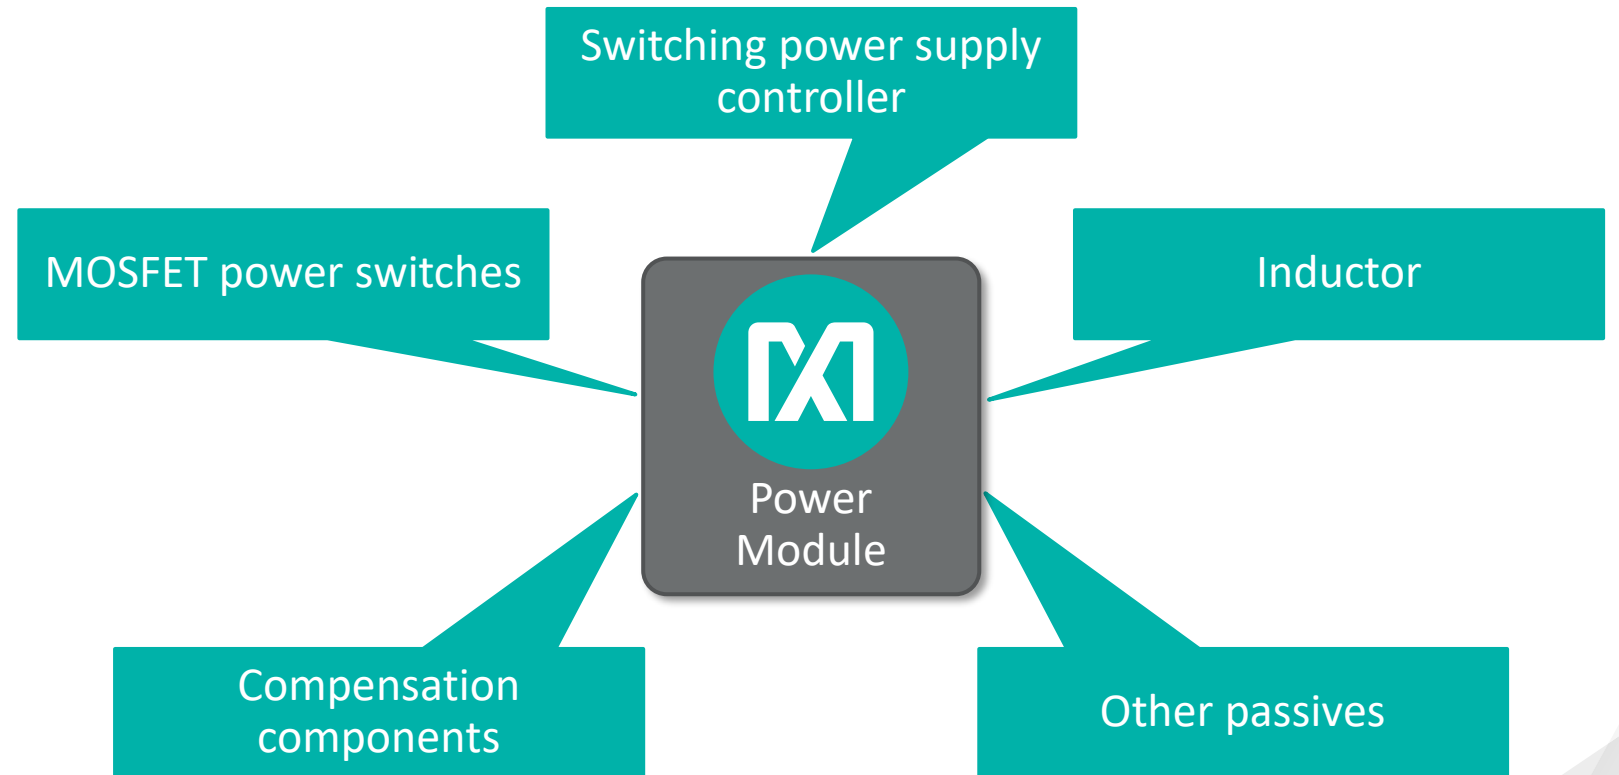 Switching power supply
controller
MOSFET power switches
Inductor
Power
Module
Compensation
components
Other passives